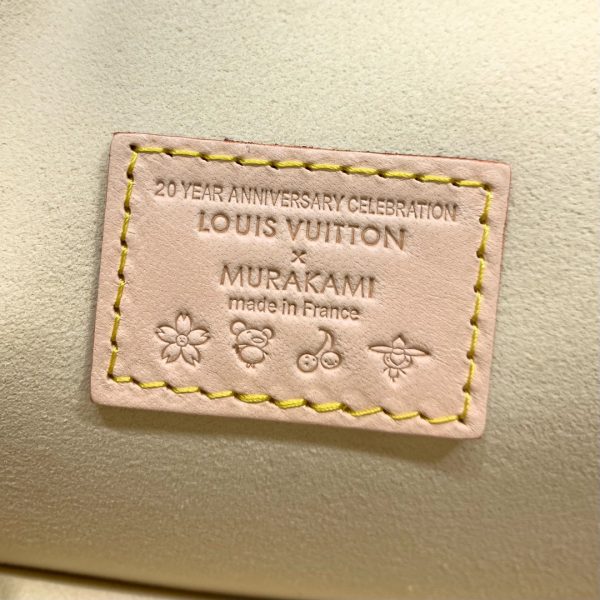 20 YEAR ANNIVERSARY CELEBRATION
LOUIS VUITTON
×
MURAKAMI
made in France